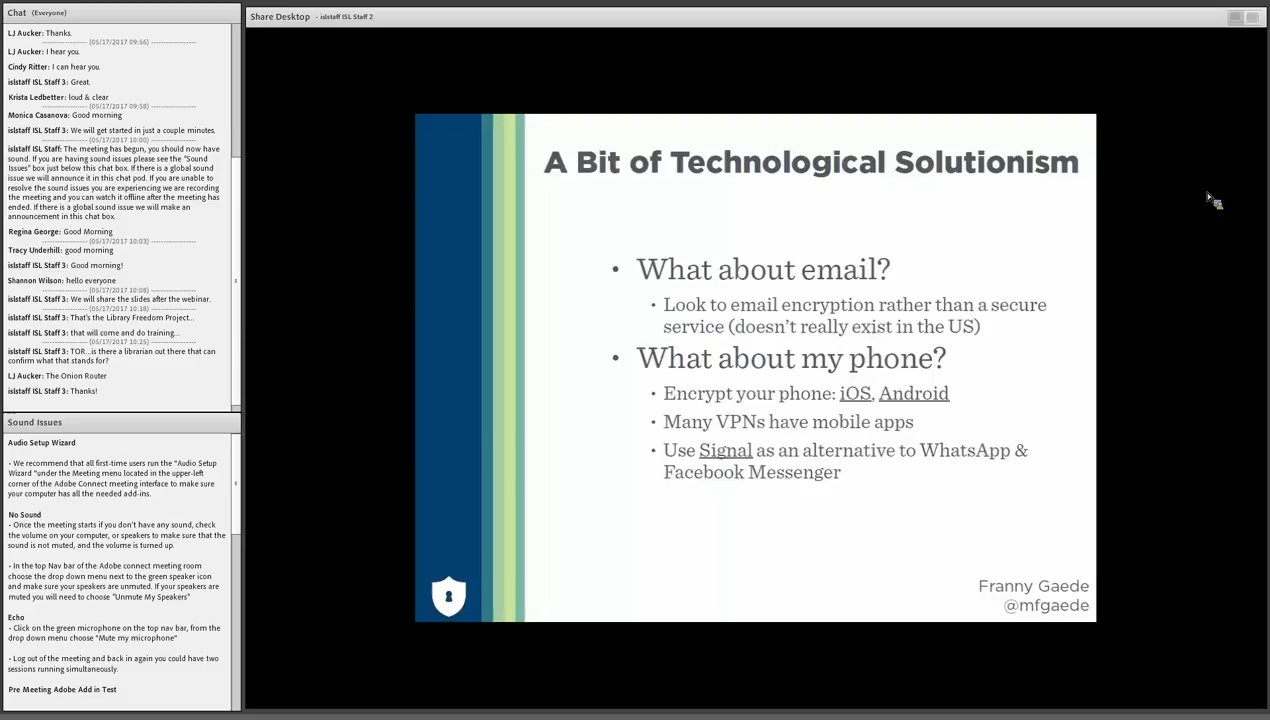 Chat (Everyone)
LJ Aucker: Thanks.
------------------ (05/17/2017 09:56) ------------------
LJ Aucker: I hear you.
Cindy Ritter: I can hear you.
islstaff ISL Staff 3: Great.
Krista Ledbetter: loud & clear
------------------ (05/17/2017 09:58) ------------------
Monica Casanova: Good morning
islstaff ISL Staff 3: We will get started in just a couple minutes.
------------------ (05/17/2017 10:00) ------------------
islstaff ISL Staff: The meeting has begun, you should now have
sound. If you are having sound issues please see the "Sound
Issues" box just below this chat box. If there is a global sound
issue we will announce it in this chat pod. If you are unable to
resolve the sound issues you are experiencing we are recording
the meeting and you can watch it offline after the meeting has
ended. If there is a global sound issue we will make an
announcement in this chat box.
Regina George: Good Morning
------------------ (05/17/2017 10:03) ------------------
Tracy Underhill: good morning
islstaff ISL Staff 3: Good morning!
Shannon Wilson: hello everyone
------------------ (05/17/2017 10:08) ------------------
islstaff ISL Staff 3: We will share the slides after the webinar.
------------------ (05/17/2017 10:18) ------------------
islstaff ISL Staff 3: That's the Library Freedom Project...
islstaff ISL Staff 3: that will come and do training...
------------------ (05/17/2017 10:25) ------------------
islstaff ISL Staff 3: TOR...is there a librarian out there that can
confirm what that stands for?
LJ Aucker: The Onion Router
islstaff ISL Staff 3: Thanks!
Sound Issues
Audio Setup Wizard
• We recommend that all first-time users run the "Audio Setup
Wizard "under the Meeting menu located in the upper-left
corner of the Adobe Connect meeting interface to make sure
your computer has all the needed add-ins.
No Sound
• Once the meeting starts if you don't have any sound, check
the volume on your computer, or speakers to make sure that the
sound is not muted, and the volume is turned up.
• In the top Nav bar of the Adobe connect meeting room
choose the drop down menu next to the green speaker icon
and make sure your speakers are unmuted. If your speakers are
muted you will need to choose "Unmute My Speakers"
Echo
• Click on the green microphone on the top nav bar, from the
drop down menu choose "Mute my microphone"
• Log out of the meeting and back in again you could have two
sessions running simultaneously.
Pre Meeting Adobe Add in Test
Share Desktop - islstaff ISL Staff 2
A Bit of Technological Solutionism
• What about email?
• Look to email encryption rather than a secure
service (doesn't really exist in the US)
• What about my phone?
• Encrypt your phone: iOS, Android
• Many VPNs have mobile apps
• Use Signal as an alternative to WhatsApp &
Facebook Messenger
Franny Gaede
@mfgaede